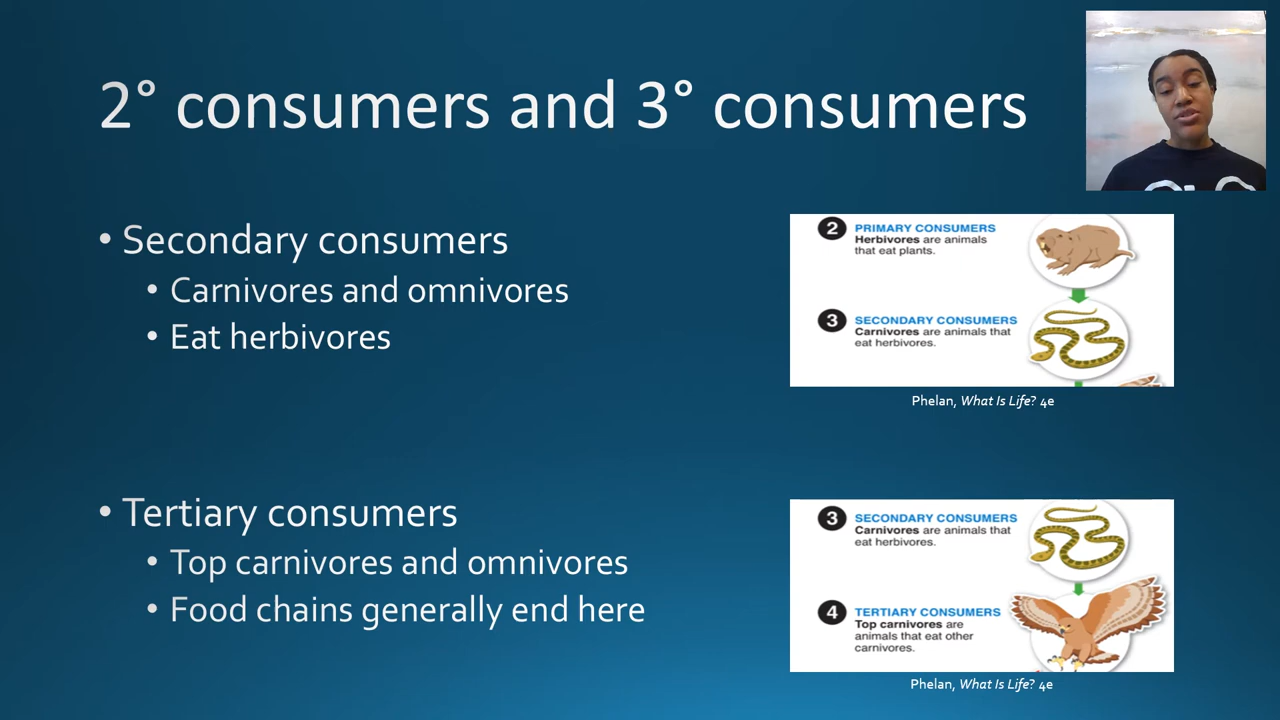 2° consumers and 3° consumers
• Secondary consumers
• Carnivores and omnivores
• Eat herbivores
2 PRIMARY CONSUMERS
Herbivores are animals
that eat plants.
3 SECONDARY CONSUMERS
Carnivores are animals that
eat herbivores.
Phelan, What Is Life? 4e
• Tertiary consumers
• Top carnivores and omnivores
• Food chains generally end here
3 SECONDARY CONSUMERS
Carnivores are animals that
eat herbivores.
4 TERTIARY CONSUMERS
Top carnivores are
animals that eat other
carnivores.
Phelan, What Is Life? 4e